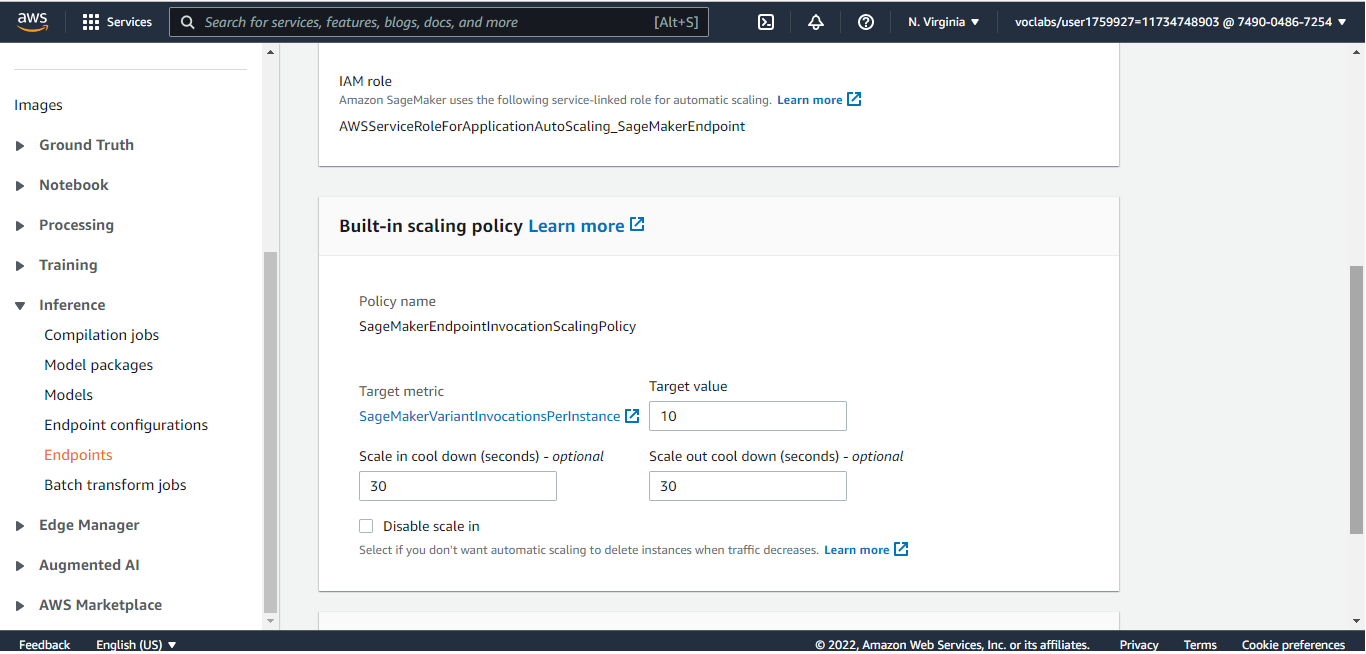 aws Services Search for services, features, blogs, docs, and more [Alt+S] N. Virginia voclabs/user1759927=11734748903 @ 7490-0486-7254
Images
Ground Truth
Notebook
Processing
Training
Inference
Compilation jobs
Model packages
Models
Endpoint configurations
Endpoints
Batch transform jobs
Edge Manager
Augmented AI
AWS Marketplace
IAM role
Amazon SageMaker uses the following service-linked role for automatic scaling. Learn more
AWSServiceRoleForApplicationAutoScaling_SageMakerEndpoint
Built-in scaling policy Learn more
Policy name
SageMakerEndpointInvocationScalingPolicy
Target metric
SageMakerVariantInvocationsPerInstance
Target value
10
Scale in cool down (seconds) - optional
30
Scale out cool down (seconds) - optional
30
Disable scale in
Select if you don't want automatic scaling to delete instances when traffic decreases. Learn more
Feedback English (US) © 2022, Amazon Web Services, Inc. or its affiliates. Privacy Terms Cookie preferences